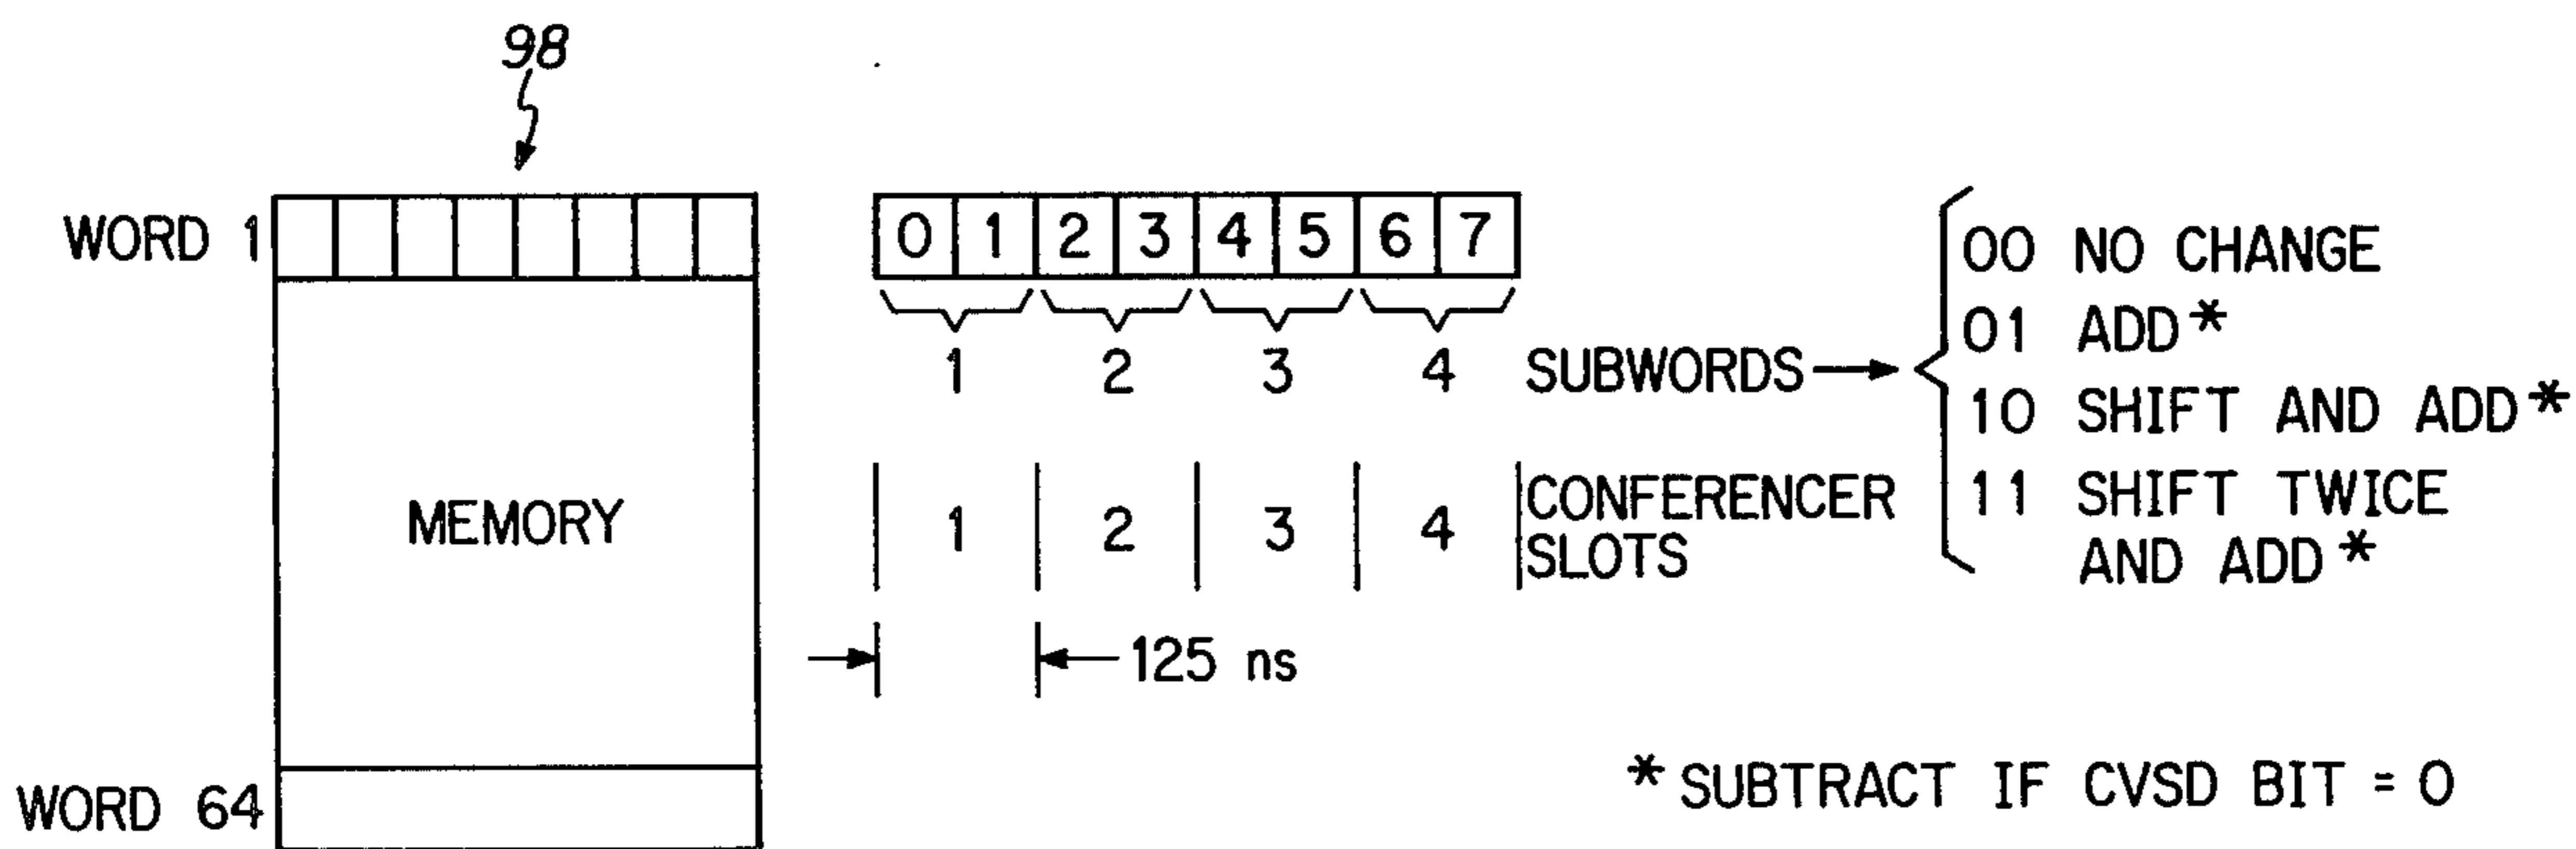 98
WORD 1
0 1 2 3 4 5 6 7
1 2 3 4 SUBWORDS
00 NO CHANGE
01 ADD*
10 SHIFT AND ADD*
11 SHIFT TWICE
AND ADD*
MEMORY
1 2 3 4 CONFERENCER
SLOTS
125 ns
WORD 64
* SUBTRACT IF CVSD BIT = 0